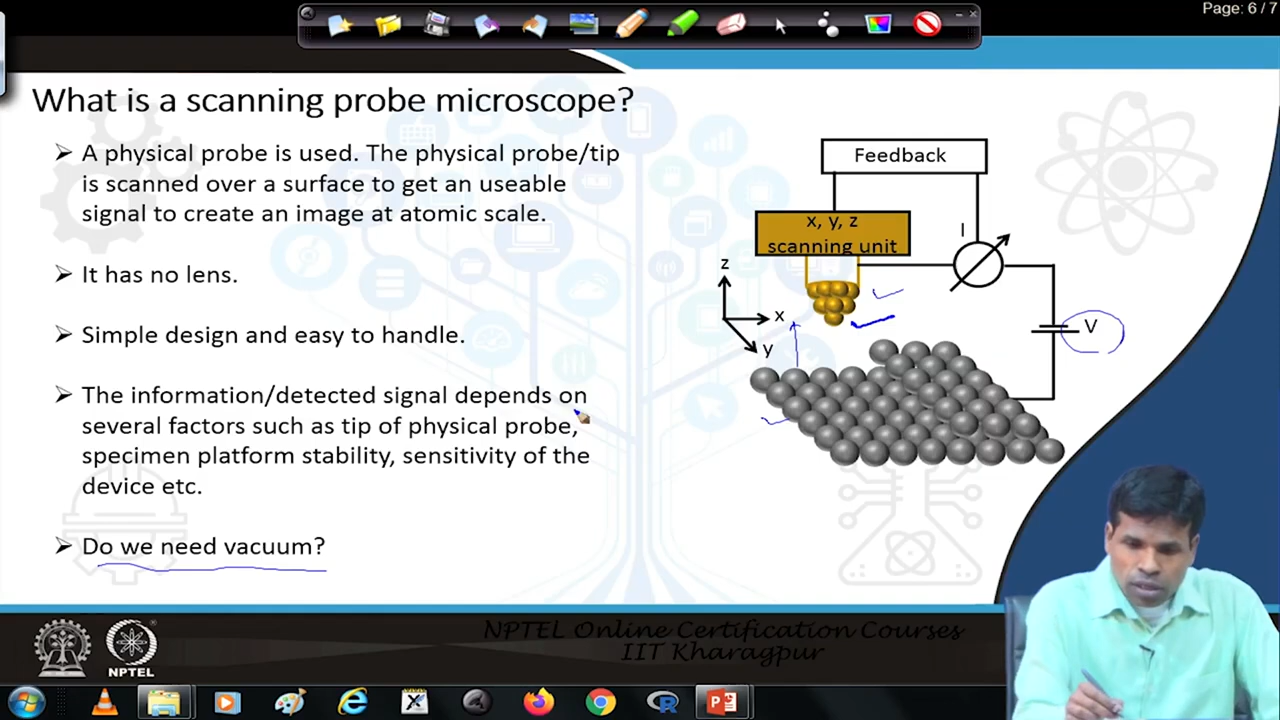 Page: 6 / 7
What is a scanning probe microscope?
➢ A physical probe is used. The physical probe/tip
is scanned over a surface to get an useable
signal to create an image at atomic scale.
➢ It has no lens.
➢ Simple design and easy to handle.
➢ The information/detected signal depends on
several factors such as tip of physical probe,
specimen platform stability, sensitivity of the
device etc.
➢ Do we need vacuum?
Feedback
x, y, z
scanning unit
I
z
x
y
V
NPTEL Online Certification Courses
IIT Kharagpur
NPTEL